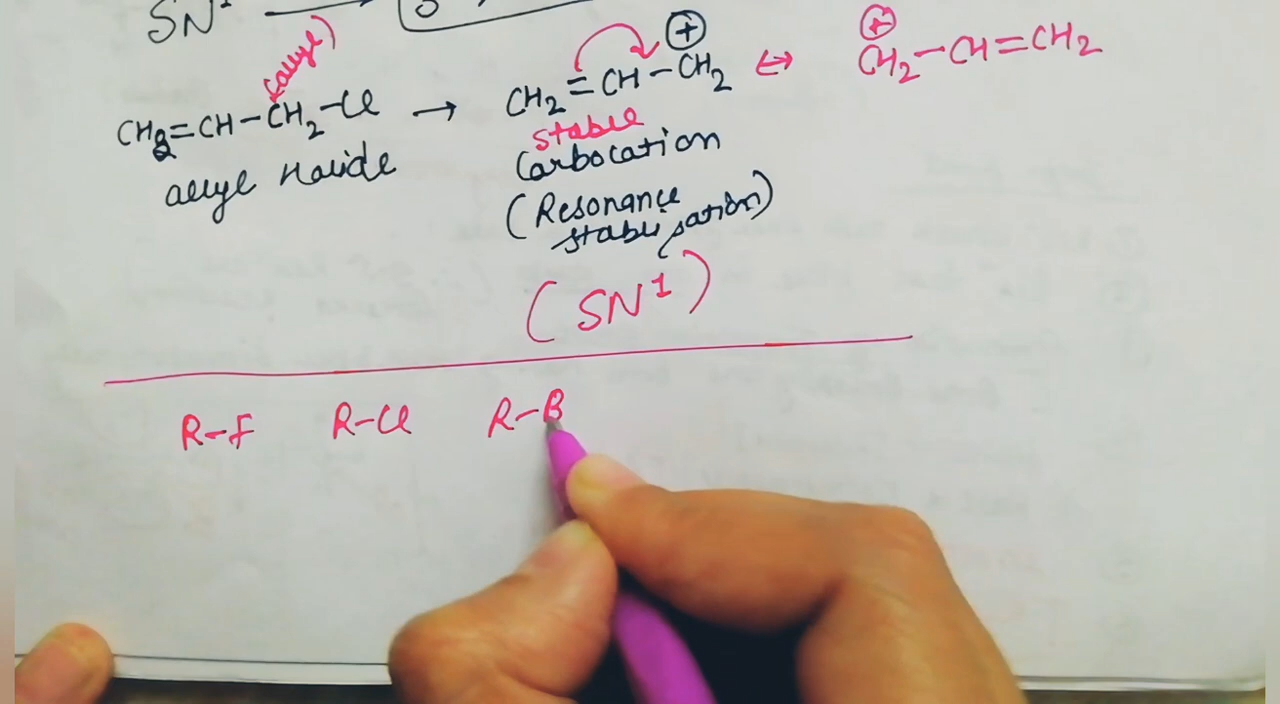 SN¹ →
(allyl)
CH₂=CH-CH₂-Cl → CH₂=CH-CH₂ ⊕ ↔ ⊕ CH₂-CH=CH₂
allyl Halide
stable
Carbocation
(Resonance
stabilisation)
(SN¹)
R-F R-Cl R-B